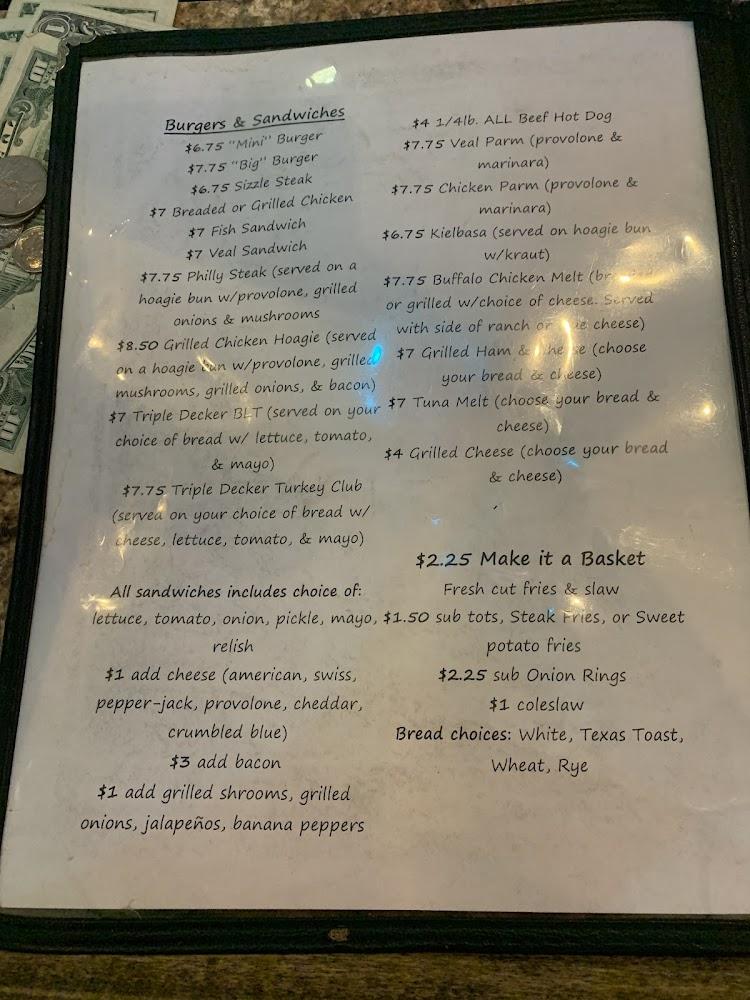 Burgers & Sandwiches
$6.75 "Mini" Burger
$7.75 "Big" Burger
$6.75 Sizzle Steak
$7 Breaded or Grilled Chicken
$7 Fish Sandwich
$7 Veal Sandwich
$7.75 Philly Steak (served on a
hoagie bun w/provolone, grilled
onions & mushrooms
$8.50 Grilled Chicken Hoagie (served
on a hoagie bun w/provolone, grilled
mushrooms, grilled onions, & bacon)
$7 Triple Decker BLT (served on your
choice of bread w/ lettuce, tomato,
& mayo)
$7.75 Triple Decker Turkey Club
(served on your choice of bread w/
cheese, lettuce, tomato, & mayo)
All sandwiches includes choice of:
lettuce, tomato, onion, pickle, mayo,
relish
$1 add cheese (american, swiss,
pepper-jack, provolone, cheddar,
crumbled blue)
$3 add bacon
$1 add grilled shrooms, grilled
onions, jalapeños, banana peppers
$4 1/4lb. ALL Beef Hot Dog
$7.75 Veal Parm (provolone &
marinara)
$7.75 Chicken Parm (provolone &
marinara)
$6.75 Kielbasa (served on hoagie bun
w/kraut)
$7.75 Buffalo Chicken Melt
or grilled w/choice of cheese. Served
with side of ranch or cheese)
$7 Grilled Ham & Cheese (choose
your bread & cheese)
$7 Tuna Melt (choose your bread &
cheese)
$4 Grilled Cheese (choose your bread
& cheese)
$2.25 Make it a Basket
Fresh cut fries & slaw
$1.50 sub tots, Steak Fries, or Sweet
potato fries
$2.25 sub Onion Rings
$1 coleslaw
Bread choices: White, Texas Toast,
Wheat, Rye